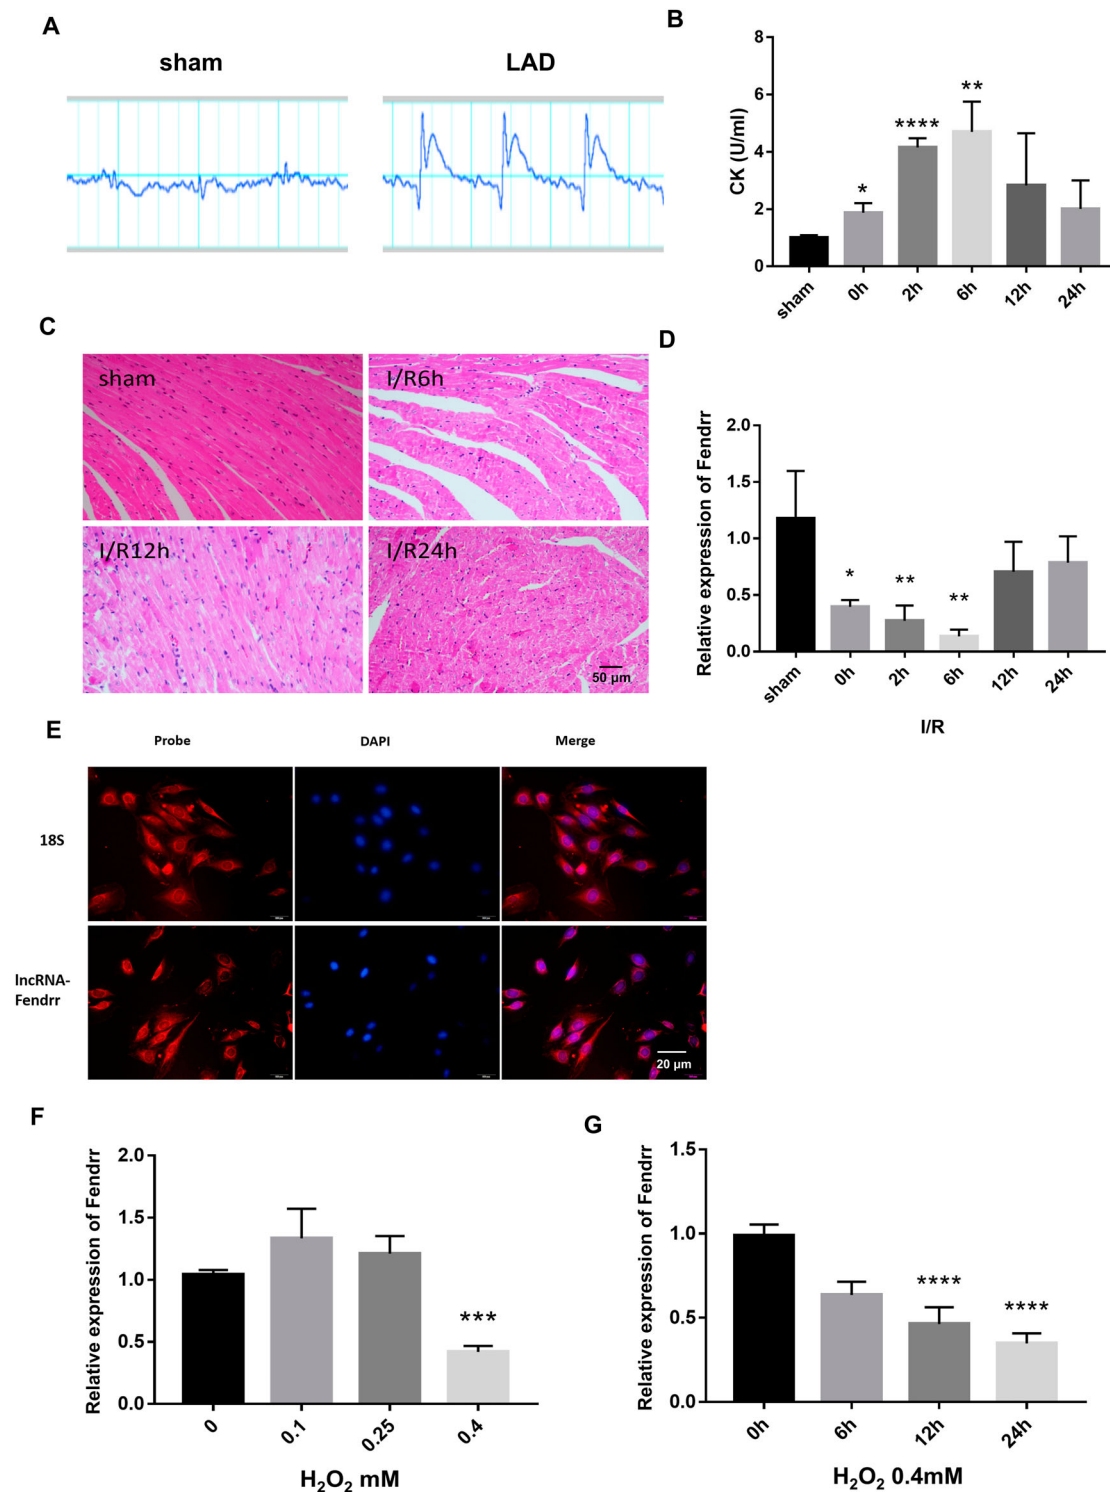 A
sham
LAD
B
CK (U/ml)
8
6
4
2
0
*
****
**
sham
0h
2h
6h
12h
24h
C
sham
I/R6h
I/R12h
I/R24h
50 μm
D
Relative expression of Fendrr
2.0
1.5
1.0
0.5
0.0
*
**
**
sham
0h
2h
6h
12h
24h
I/R
E
Probe
DAPI
Merge
18S
lncRNA-
Fendrr
20 μm
F
Relative expression of Fendrr
2.0
1.5
1.0
0.5
0.0
***
0
0.1
0.25
0.4
H₂O₂ mM
G
Relative expression of Fendrr
1.5
1.0
0.5
0.0
****
****
0h
6h
12h
24h
H₂O₂ 0.4mM